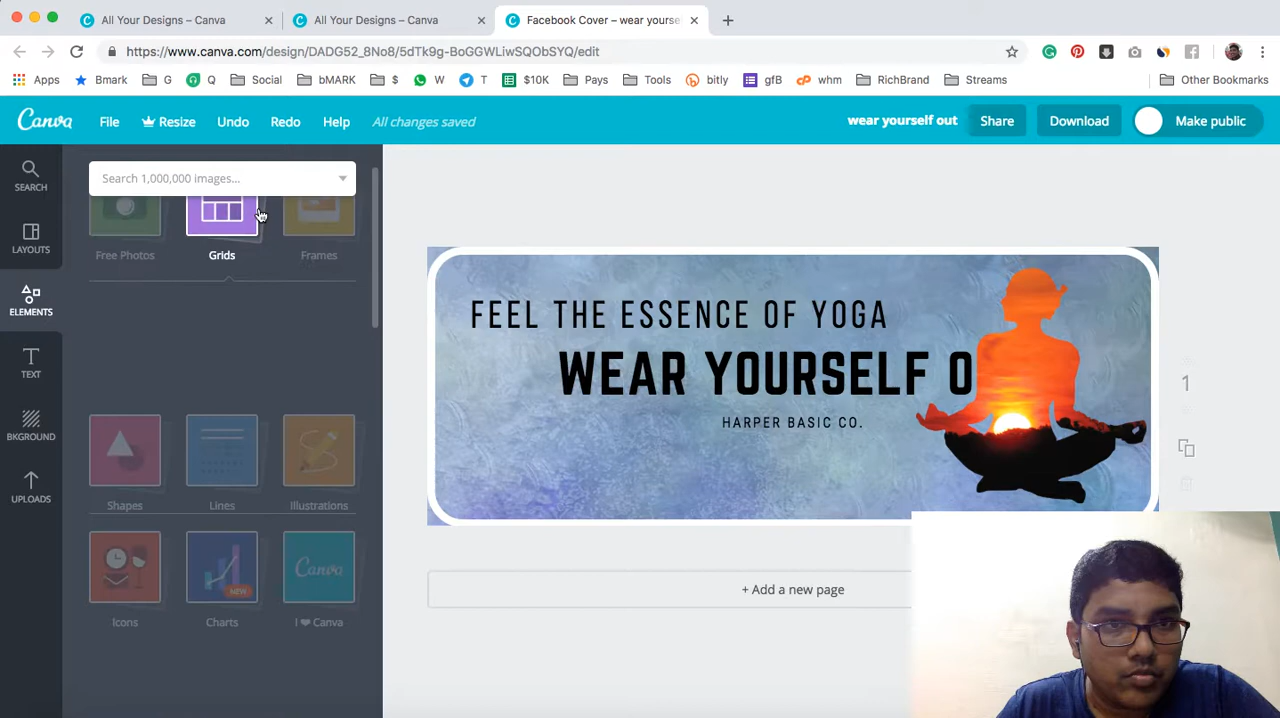 All Your Designs – Canva
All Your Designs – Canva
Facebook Cover – wear yourse
https://www.canva.com/design/DADG52_8No8/5dTk9g-BoGGWLiwSQObSYQ/edit
Apps
Bmark
G
Q
Social
bMARK
$
W
T
$10K
Pays
Tools
bitly
gfB
whm
RichBrand
Streams
Other Bookmarks
Canva
File
Resize
Undo
Redo
Help
All changes saved
wear yourself out
Share
Download
Make public
SEARCH
LAYOUTS
ELEMENTS
TEXT
BKGROUND
UPLOADS
Search 1,000,000 images...
Free Photos
Grids
Frames
Shapes
Lines
Illustrations
NEW
Canva
Icons
Charts
I ❤ Canva
FEEL THE ESSENCE OF YOGA
WEAR YOURSELF O
HARPER BASIC CO.
1
+ Add a new page